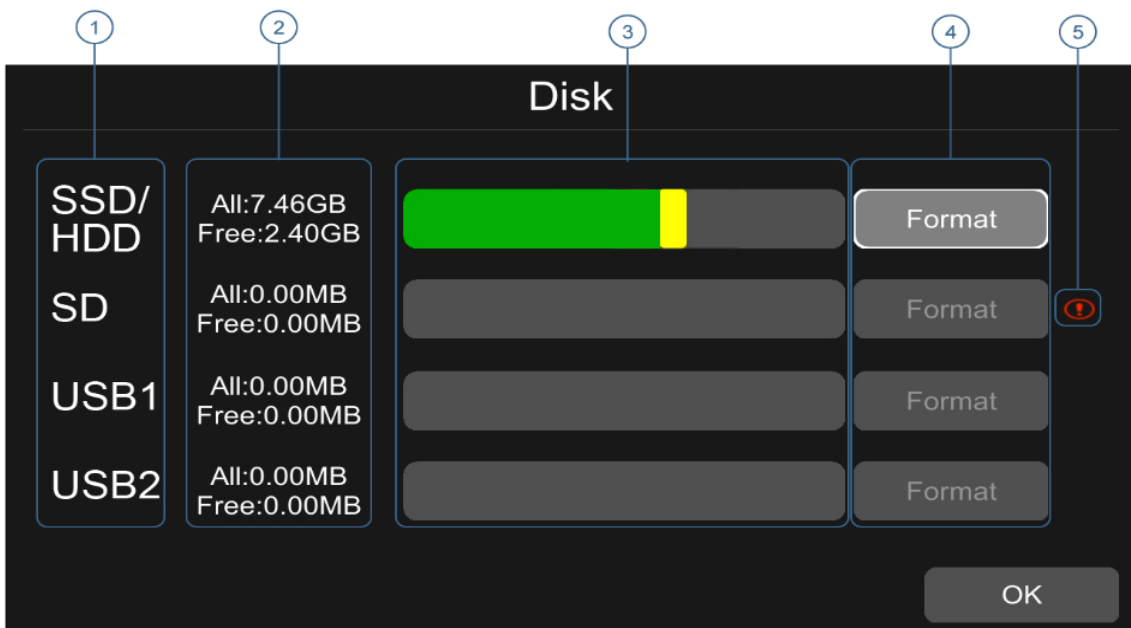 1
2
3
4
5
Disk
SSD/
HDD
All:7.46GB
Free:2.40GB
Format
SD
All:0.00MB
Free:0.00MB
Format
USB1
All:0.00MB
Free:0.00MB
Format
USB2
All:0.00MB
Free:0.00MB
Format
OK